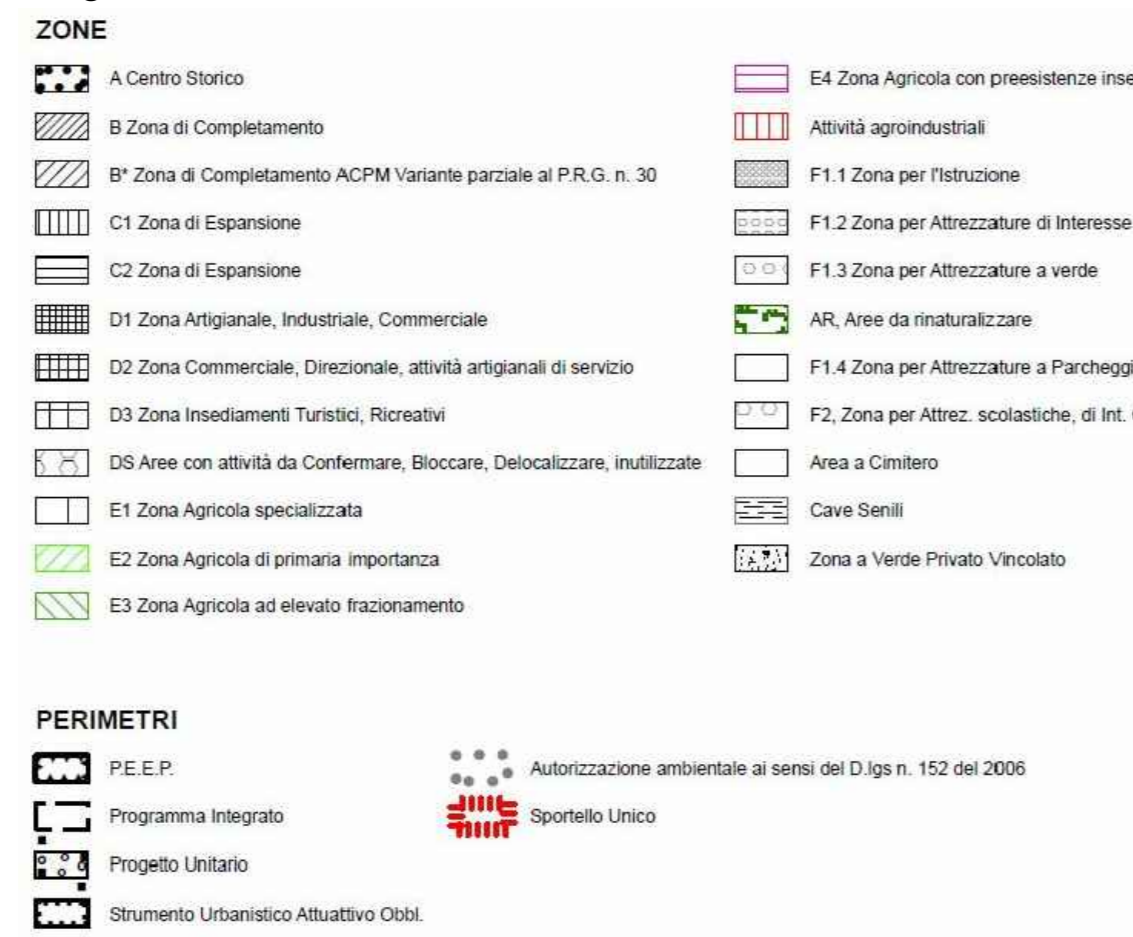 ZONE
A Centro Storico
B Zona di Completamento
B* Zona di Completamento ACPM Variante parziale al P.R.G. n. 30
C1 Zona di Espansione
C2 Zona di Espansione
D1 Zona Artigianale, Industriale, Commerciale
D2 Zona Commerciale, Direzionale, attività artigianali di servizio
D3 Zona Insediamenti Turistici, Ricreativi
DS Aree con attività da Confermare, Bloccare, Delocalizzare, inutilizzate
E1 Zona Agricola specializzata
E2 Zona Agricola di primaria importanza
E3 Zona Agricola ad elevato frazionamento
E4 Zona Agricola con preesistenze inse
Attività agroindustriali
F1.1 Zona per l'Istruzione
F1.2 Zona per Attrezzature di Interesse
F1.3 Zona per Attrezzature a verde
AR, Aree da rinaturalizzare
F1.4 Zona per Attrezzature a Parcheggi
F2, Zona per Attrez. scolastiche, di Int.
Area a Cimitero
Cave Senili
Zona a Verde Privato Vincolato
PERIMETRI
P.E.E.P.
Programma Integrato
Progetto Unitario
Strumento Urbanistico Attuattivo Obbl.
Autorizzazione ambientale ai sensi del D.lgs n. 152 del 2006
Sportello Unico